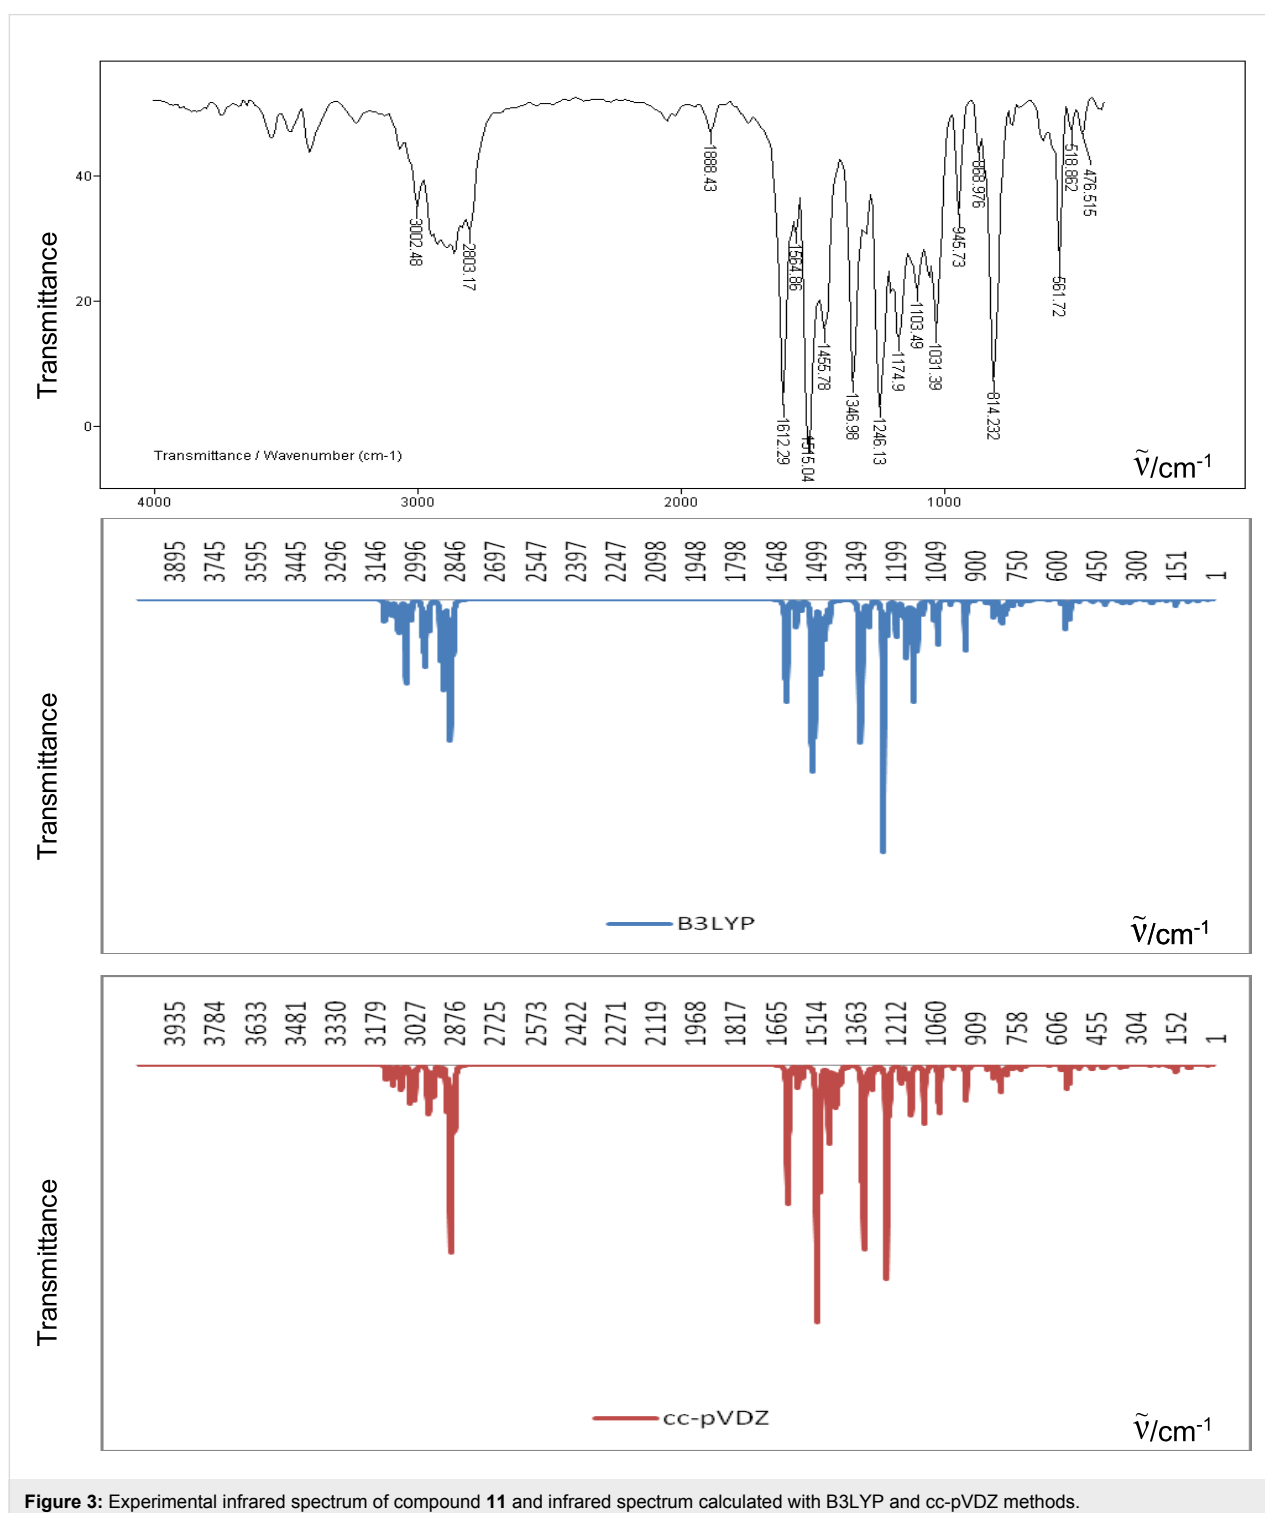 Transmittance
40
20
0
3002.48
2803.17
1888.43
1612.29
1564.86
1515.04
1455.78
1346.98
1246.13
1174.9
1103.49
1031.39
945.73
868.976
814.232
561.72
518.862
476.515
Transmittance / Wavenumber (cm-1)
ṽ/cm-1
4000 3000 2000 1000
3895 3745 3595 3445 3296 3146 2996 2846 2697 2547 2397 2247 2098 1948 1798 1648 1499 1349 1199 1049 900 750 600 450 300 151 1
Transmittance
B3LYP
ṽ/cm-1
3935 3784 3633 3481 3330 3179 3027 2876 2725 2573 2422 2271 2119 1968 1817 1665 1514 1363 1212 1060 909 758 606 455 304 152 1
Transmittance
cc-pVDZ
ṽ/cm-1
Figure 3: Experimental infrared spectrum of compound 11 and infrared spectrum calculated with B3LYP and cc-pVDZ methods.